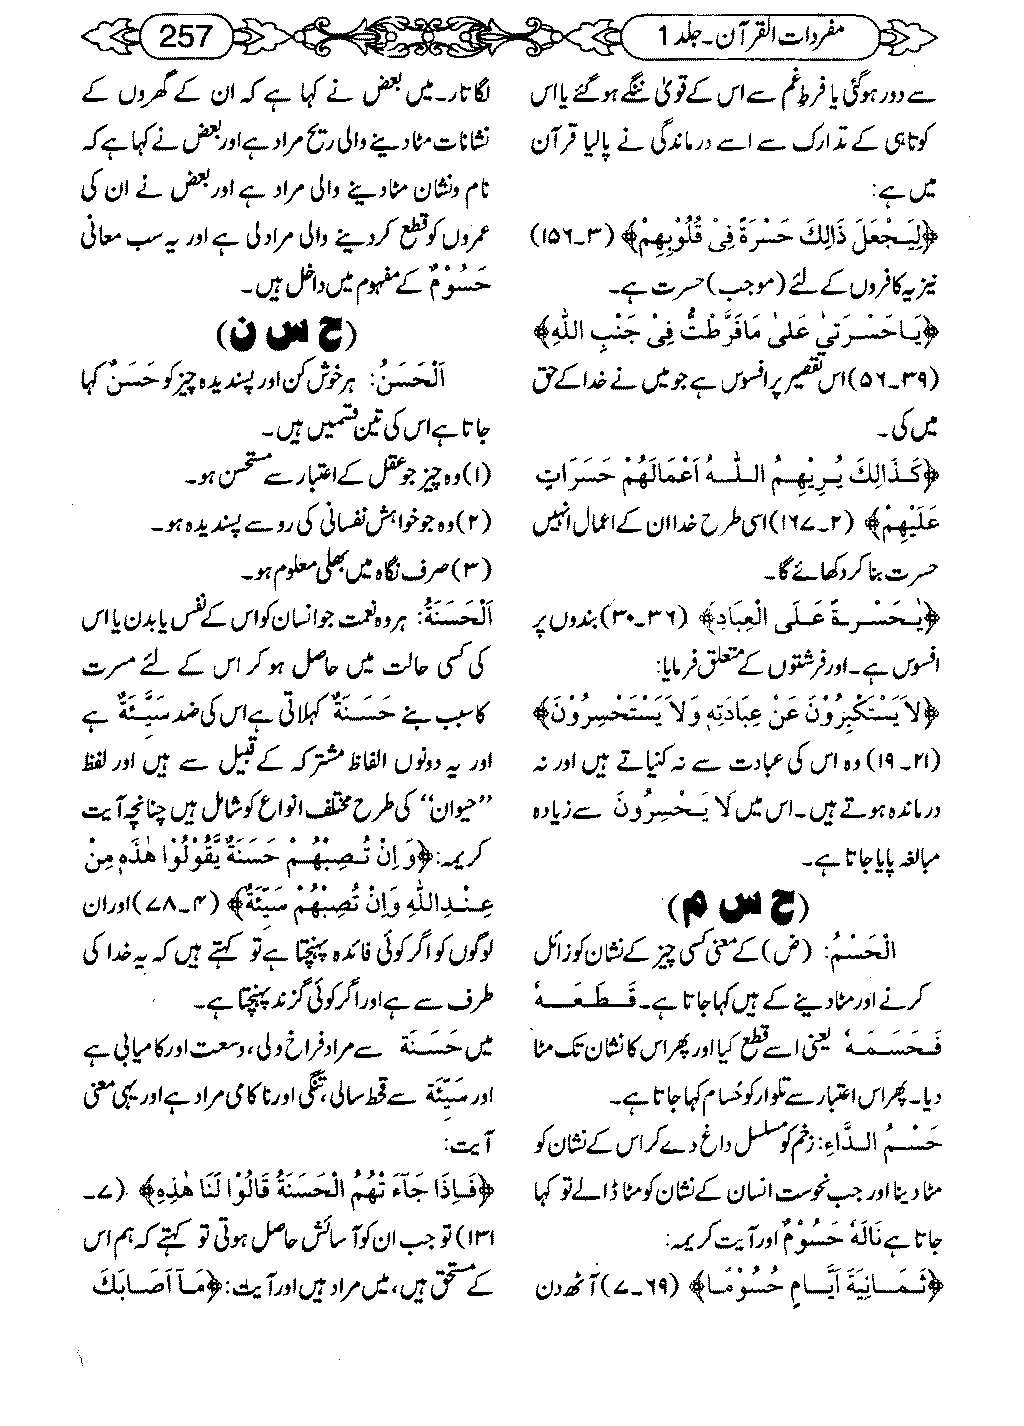 مفردات القرآن۔ جلد 1
257
سے دور ہوگئی یا فرط غم سے اس کے قویٰ ننگے ہوگئے یا اس
کوتاہی کے تدارک سے اسے درماندگی نے پالیا قرآن
میں ہے:
﴿لِيَجْعَلَ ذَالِكَ حَسْرَةً فِيْ قُلُوْبِهِمْ﴾ (۳۔۱۵۶)
نیز یہ کافروں کے لئے (موجب) حسرت ہے۔
﴿يَاحَسْرَتٰي عَلىٰ مَافَرَّطْتُّ فِيْ جَنْبِ اللّٰهِ﴾
(۳۹۔۵۶) اس تقصیر پر افسوس ہے جو میں نے خدا کے حق
میں کی۔
﴿كَذَالِكَ يُرِيْهِمُ اللّٰهُ اَعْمَالَهُمْ حَسَرَاتٍ
عَلَيْهِمْ﴾ (۲۔۱۶۷) اسی طرح خدا ان کے اعمال انہیں
حسرت بنا کر دکھائے گا۔
﴿يٰحَسْرَةً عَلَى الْعِبَادِ﴾ (۳۶۔۳۰) بندوں پر
افسوس ہے۔ اور فرشتوں کے متعلق فرمایا:
﴿لَايَسْتَكْبِرُوْنَ عَنْ عِبَادَتِهٖ وَلَا يَسْتَحْسِرُوْنَ﴾
(۲۱۔۱۹) وہ اس کی عبادت سے نہ کنیاتے ہیں اور نہ
درماندہ ہوتے ہیں۔ اس میں لَا يَحْسِرُوْنَ سے زیادہ
مبالغہ پایا جاتا ہے۔
(ح س م)
اَلْحَسْمُ: (ض) کے معنی کسی چیز کے نشان کو زائل
کرنے اور مٹا دینے کے ہیں کہا جاتا ہے۔ قَطَعَهٗ
فَحَسَمَهٗ یعنی اسے قطع کیا اور پھر اس کا نشان تک مٹا
دیا۔ پھر اس اعتبار سے تلوار کو حُسَام کہا جاتا ہے۔
حَسْمُ الدَّاءِ: زخم کو مسلسل داغ دے کر اس کے نشان کو
مٹا دینا اور جب نحوست انسان کے نشان کو مٹا ڈالے تو کہا
جاتا ہے نَالَهٗ حُسُوْمٌ اور آیت کریمہ:
﴿ثَمَانِيَةَ اَيَّامٍ حُسُوْمًا﴾ (۶۹۔۷) آٹھ دن
لگاتار۔ میں بعض نے کہا ہے کہ ان کے گھروں کے
نشانات مٹا دینے والی ریح مراد ہے اور بعض نے کہا ہے کہ
نام ونشان مٹا دینے والی مراد ہے اور بعض نے ان کی
عمروں کو قطع کر دینے والی مراد لی ہے اور یہ سب معانی
حُسُوْمٌ کے مفہوم میں داخل ہیں۔
(ح س ن)
اَلْحَسَنُ: ہر خوش کن اور پسندیدہ چیز کو حَسَنٌ کہا
جاتا ہے اس کی تین قسمیں ہیں۔
(۱) وہ چیز جو عقل کے اعتبار سے مستحسن ہو۔
(۲) وہ جو خواہش نفسانی کی رو سے پسندیدہ ہو۔
(۳) صرف نگاہ میں بھلی معلوم ہو۔
اَلْحَسَنَةُ: ہر وہ نعمت جو انسان کو اس کے نفس یا بدن یا اس
کی کسی حالت میں حاصل ہو کر اس کے لئے مسرت
کا سبب بنے حَسَنَةٌ کہلاتی ہے اس کی ضد سَيِّئَةٌ ہے
اور یہ دونوں الفاظ مشترکہ کے قبیل سے ہیں اور لفظ
”حیوان“ کی طرح مختلف انواع کو شامل ہیں چنانچہ آیت
کریمہ: ﴿وَاِنْ تُصِبْهُمْ حَسَنَةٌ يَّقُوْلُوْا هٰذِهٖ مِنْ
عِنْدِ اللّٰهِ وَاِنْ تُصِبْهُمْ سَيِّئَةٌ﴾ (۴۔۷۸) اور ان
لوگوں کو اگر کوئی فائدہ پہنچتا ہے تو کہتے ہیں کہ یہ خدا کی
طرف سے ہے اور اگر کوئی گزند پہنچتا ہے۔
میں حَسَنَة سے مراد فراخ دلی، وسعت اور کامیابی ہے
اور سَيِّئَة سے قحط سالی، تنگی اور ناکامی مراد ہے اور یہی معنی
آیت:
﴿فَاِذَا جَآءَ تْهُمُ الْحَسَنَةُ قَالُوْا لَنَا هٰذِهٖ﴾ (۷۔
۱۳۱) تو جب ان کو آسائش حاصل ہوتی تو کہتے کہ ہم اس
کے مستحق ہیں، میں مراد ہیں اور آیت: ﴿مَآ اَصَابَكَ